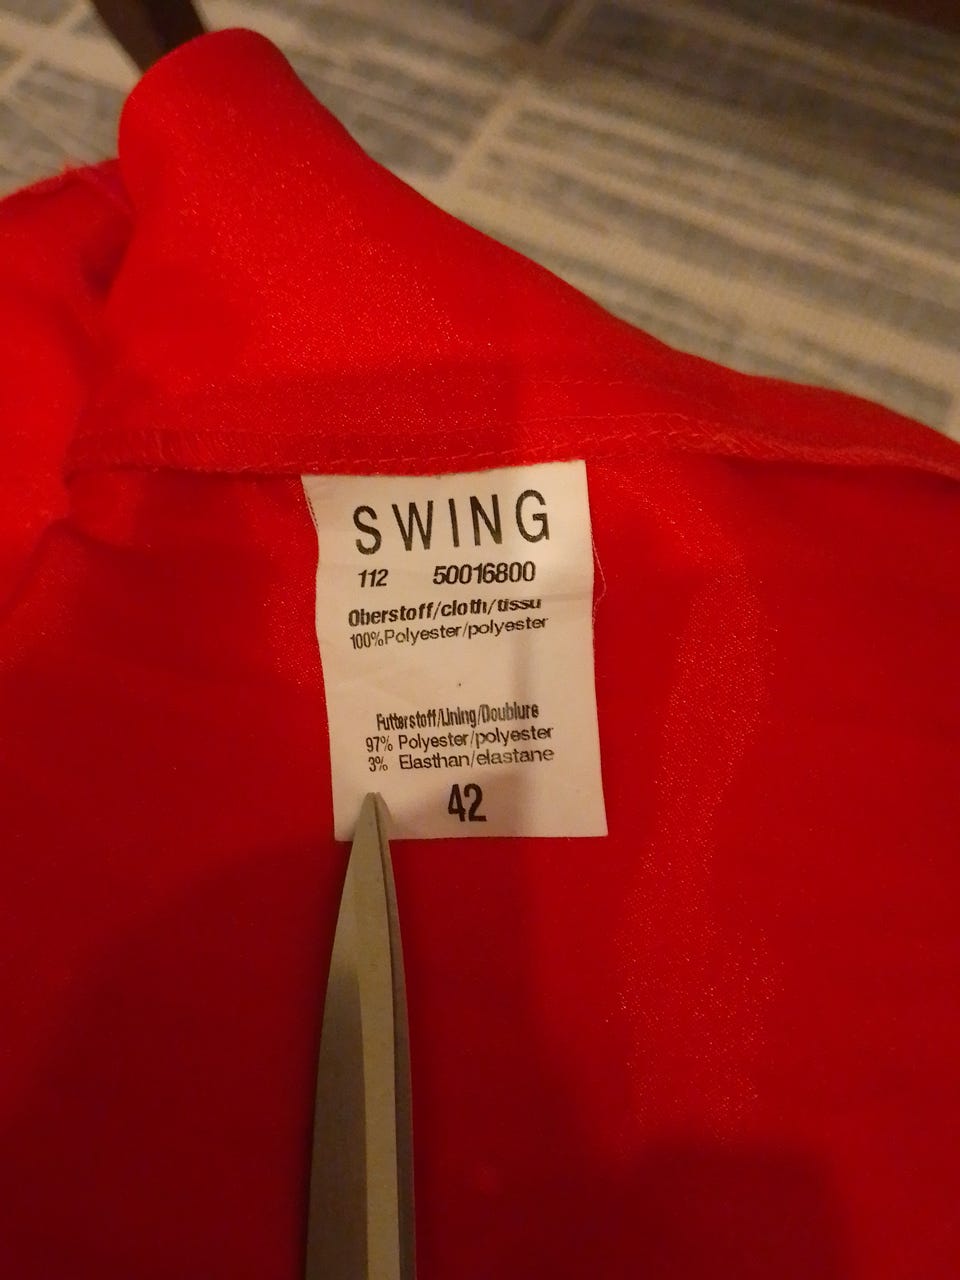 SWING
112 50016800
Oberstoff/cloth/tissu
100%Polyester/polyester
Futterstoff/Lining/Doublure
97% Polyester/polyester
3% Elasthan/elastane
42